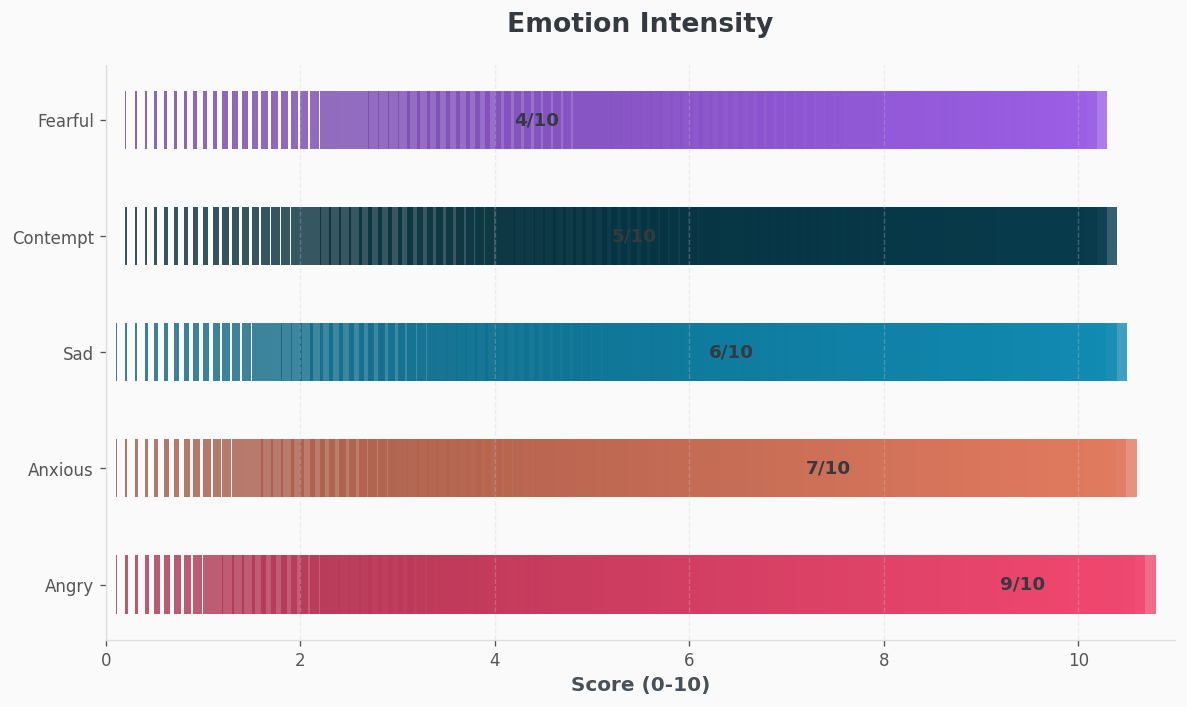 Emotion Intensity
Fearful
4/10
Contempt
5/10
Sad
6/10
Anxious
7/10
Angry
9/10
0 2 4 6 8 10
Score (0-10)